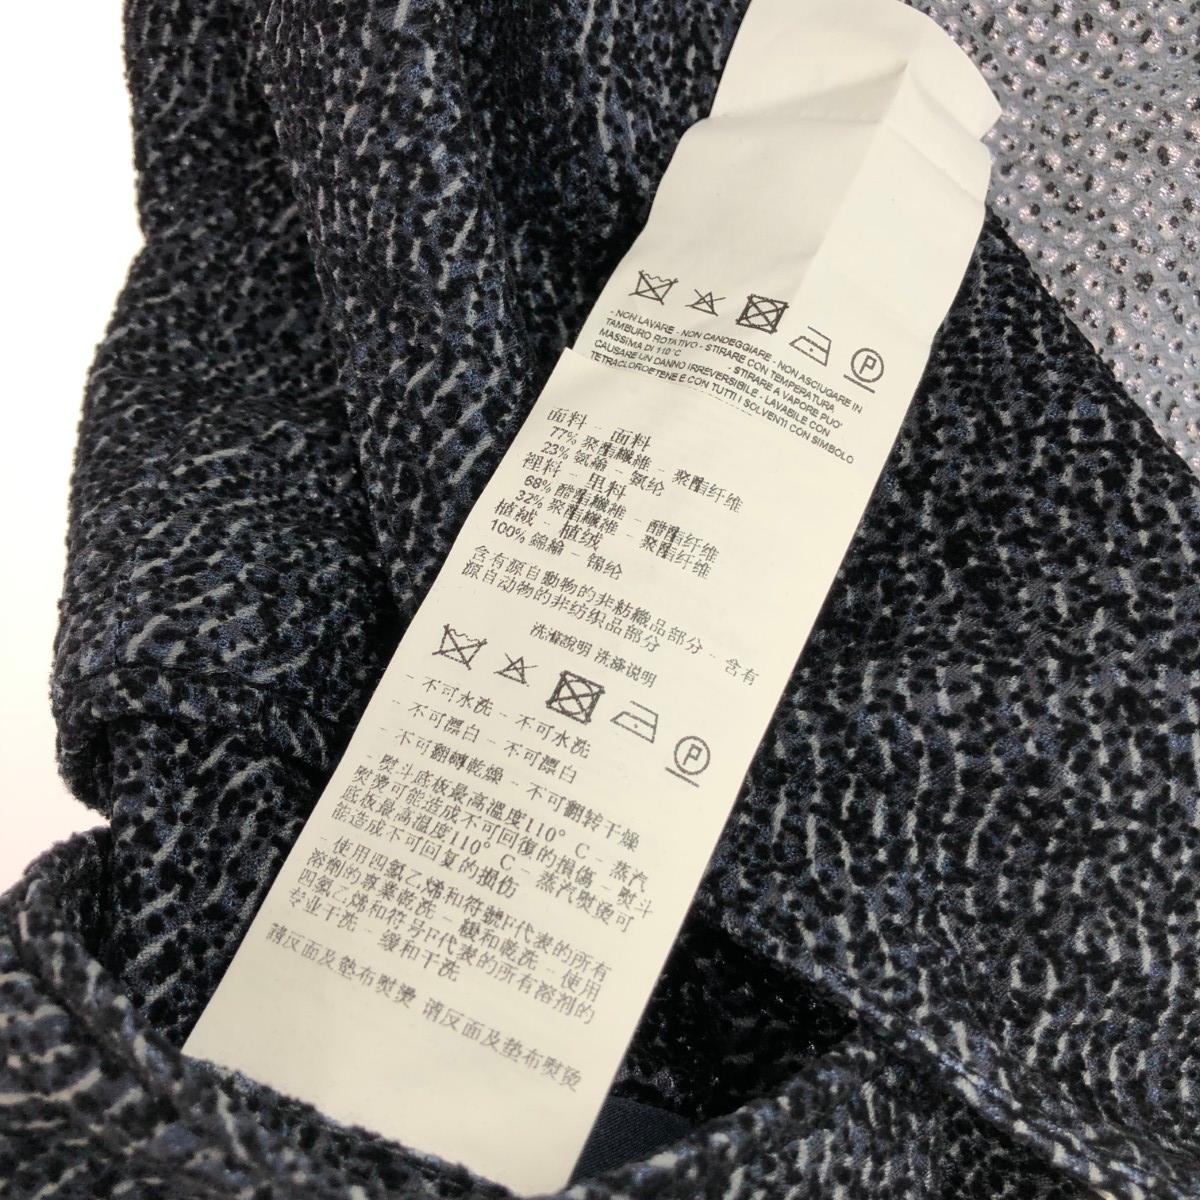 - NON LAVARE - NON CANDEGGIARE - NON ASCIUGARE IN
TAMBURO ROTATIVO - STIRARE CON TEMPERATURA
MASSIMA DI 110°C - STIRARE A VAPORE PUO'
CAUSARE UN DANNO IRREVERSIBILE - LAVABILE CON
TETRACLOROETENE E CON TUTTI I SOLVENTI CON SIMBOLO
P
面料 - 面料
77% 聚酯纖維 - 聚酯纤维
23% 氨綸 - 氨纶
裡料 - 里料
68% 醋酯纖維 - 醋酯纤维
32% 聚酯纖維 - 聚酯纤维
植绒 - 植绒
100% 錦綸 - 锦纶
含有源自動物的非紡織品部分 - 含有
源自动物的非纺织品部分
洗滌說明 洗涤说明
P
- 不可水洗 - 不可水洗
- 不可漂白 - 不可漂白
- 不可翻轉乾燥 - 不可翻转干燥
- 熨斗底板最高溫度110° C - 蒸汽
熨燙可能造成不可回復的損傷 - 熨斗
底板最高温度110° C - 蒸汽熨烫可
能造成不可回复的损伤
- 使用四氯乙烯和符號F代表的所有
溶劑的專業乾洗 - 緩和乾洗 - 使用
四氯乙烯和符号F代表的所有溶剂的
专业干洗 - 缓和干洗
請反面及墊布熨燙 请反面及垫布熨烫